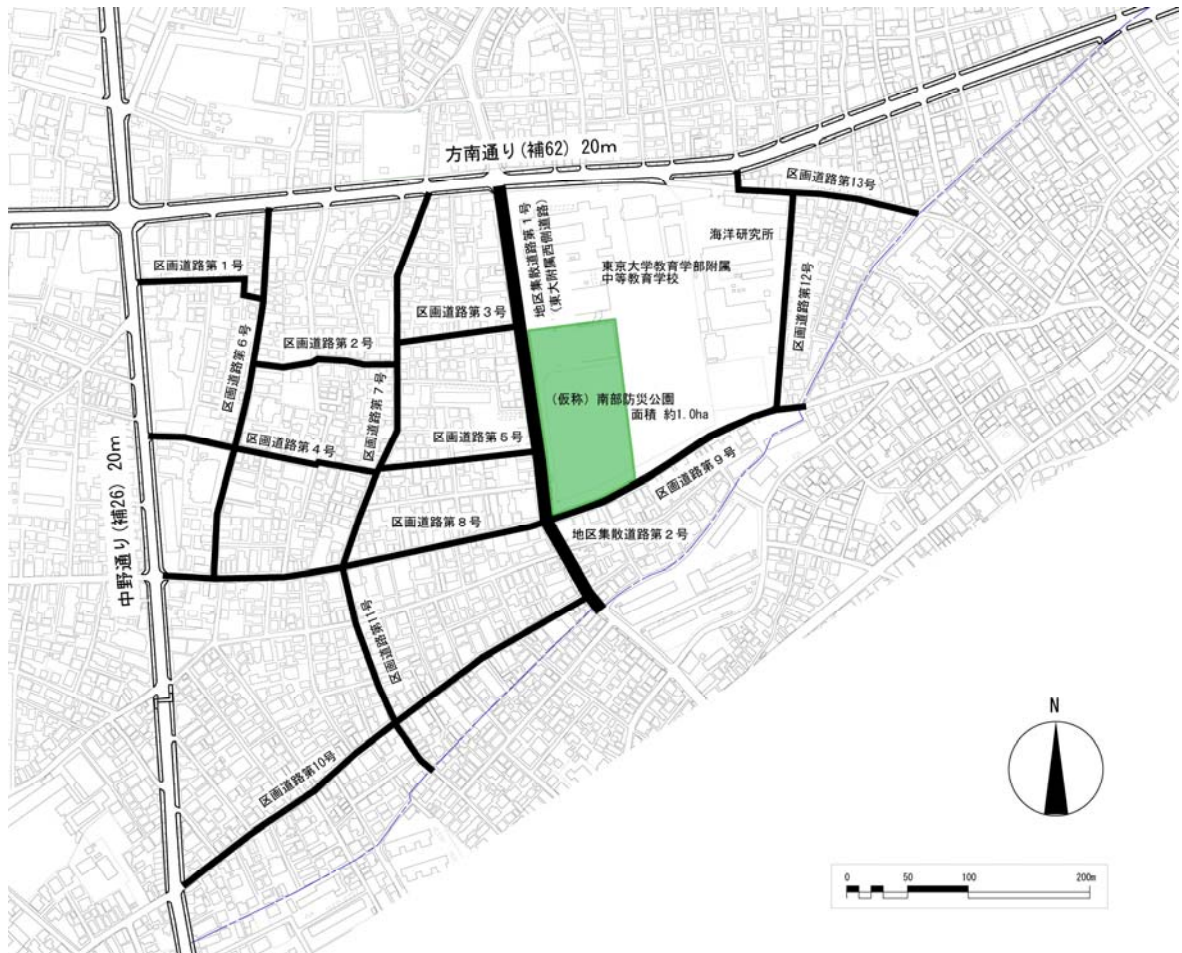 方南通り(補62) 20m
区画道路第13号
地区集散道路第1号
(東大附属西側道路)
海洋研究所
東京大学教育学部附属
中等教育学校
区画道路第1号
区画道路第12号
区画道路第3号
区画道路第6号
区画道路第2号
区画道路第7号
(仮称)南部防災公園
面積 約1.0ha
区画道路第4号
区画道路第5号
区画道路第9号
中野通り(補26) 20m
区画道路第8号
地区集散道路第2号
区画道路第11号
区画道路第10号
N
0 50 100 200m